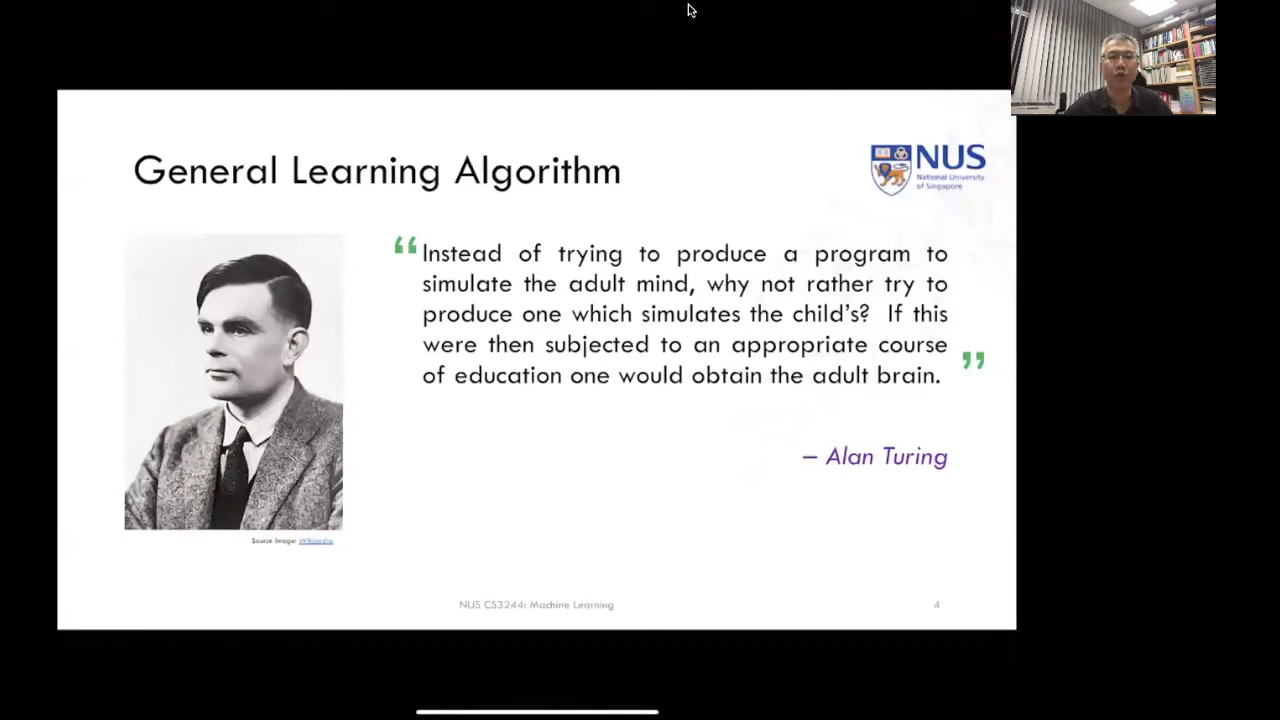 General Learning Algorithm
NUS
National University
of Singapore
“ Instead of trying to produce a program to
simulate the adult mind, why not rather try to
produce one which simulates the child’s?  If this
were then subjected to an appropriate course
of education one would obtain the adult brain. ”
– Alan Turing
Source Image: Wikipedia
NUS CS3244: Machine Learning
4